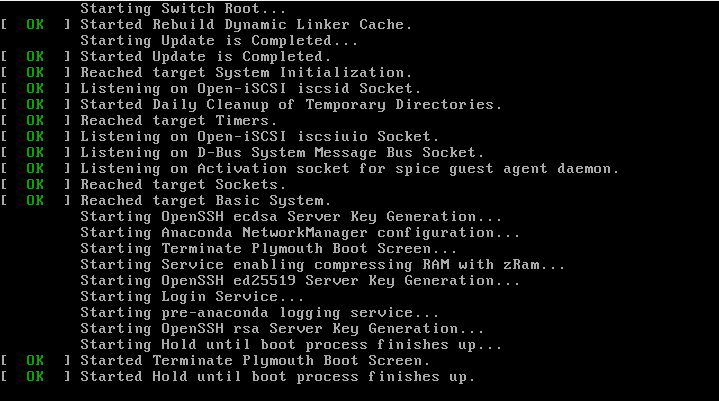 Starting Switch Root...
[ OK ] Started Rebuild Dynamic Linker Cache.
Starting Update is Completed...
[ OK ] Started Update is Completed.
[ OK ] Reached target System Initialization.
[ OK ] Listening on Open-iSCSI iscsid Socket.
[ OK ] Started Daily Cleanup of Temporary Directories.
[ OK ] Reached target Timers.
[ OK ] Listening on Open-iSCSI iscsiuio Socket.
[ OK ] Listening on D-Bus System Message Bus Socket.
[ OK ] Listening on Activation socket for spice guest agent daemon.
[ OK ] Reached target Sockets.
[ OK ] Reached target Basic System.
Starting OpenSSH ecdsa Server Key Generation...
Starting Anaconda NetworkManager configuration...
Starting Terminate Plymouth Boot Screen...
Starting Service enabling compressing RAM with zRam...
Starting OpenSSH ed25519 Server Key Generation...
Starting Login Service...
Starting pre-anaconda logging service...
Starting OpenSSH rsa Server Key Generation...
Starting Hold until boot process finishes up...
[ OK ] Started Terminate Plymouth Boot Screen.
[ OK ] Started Hold until boot process finishes up.